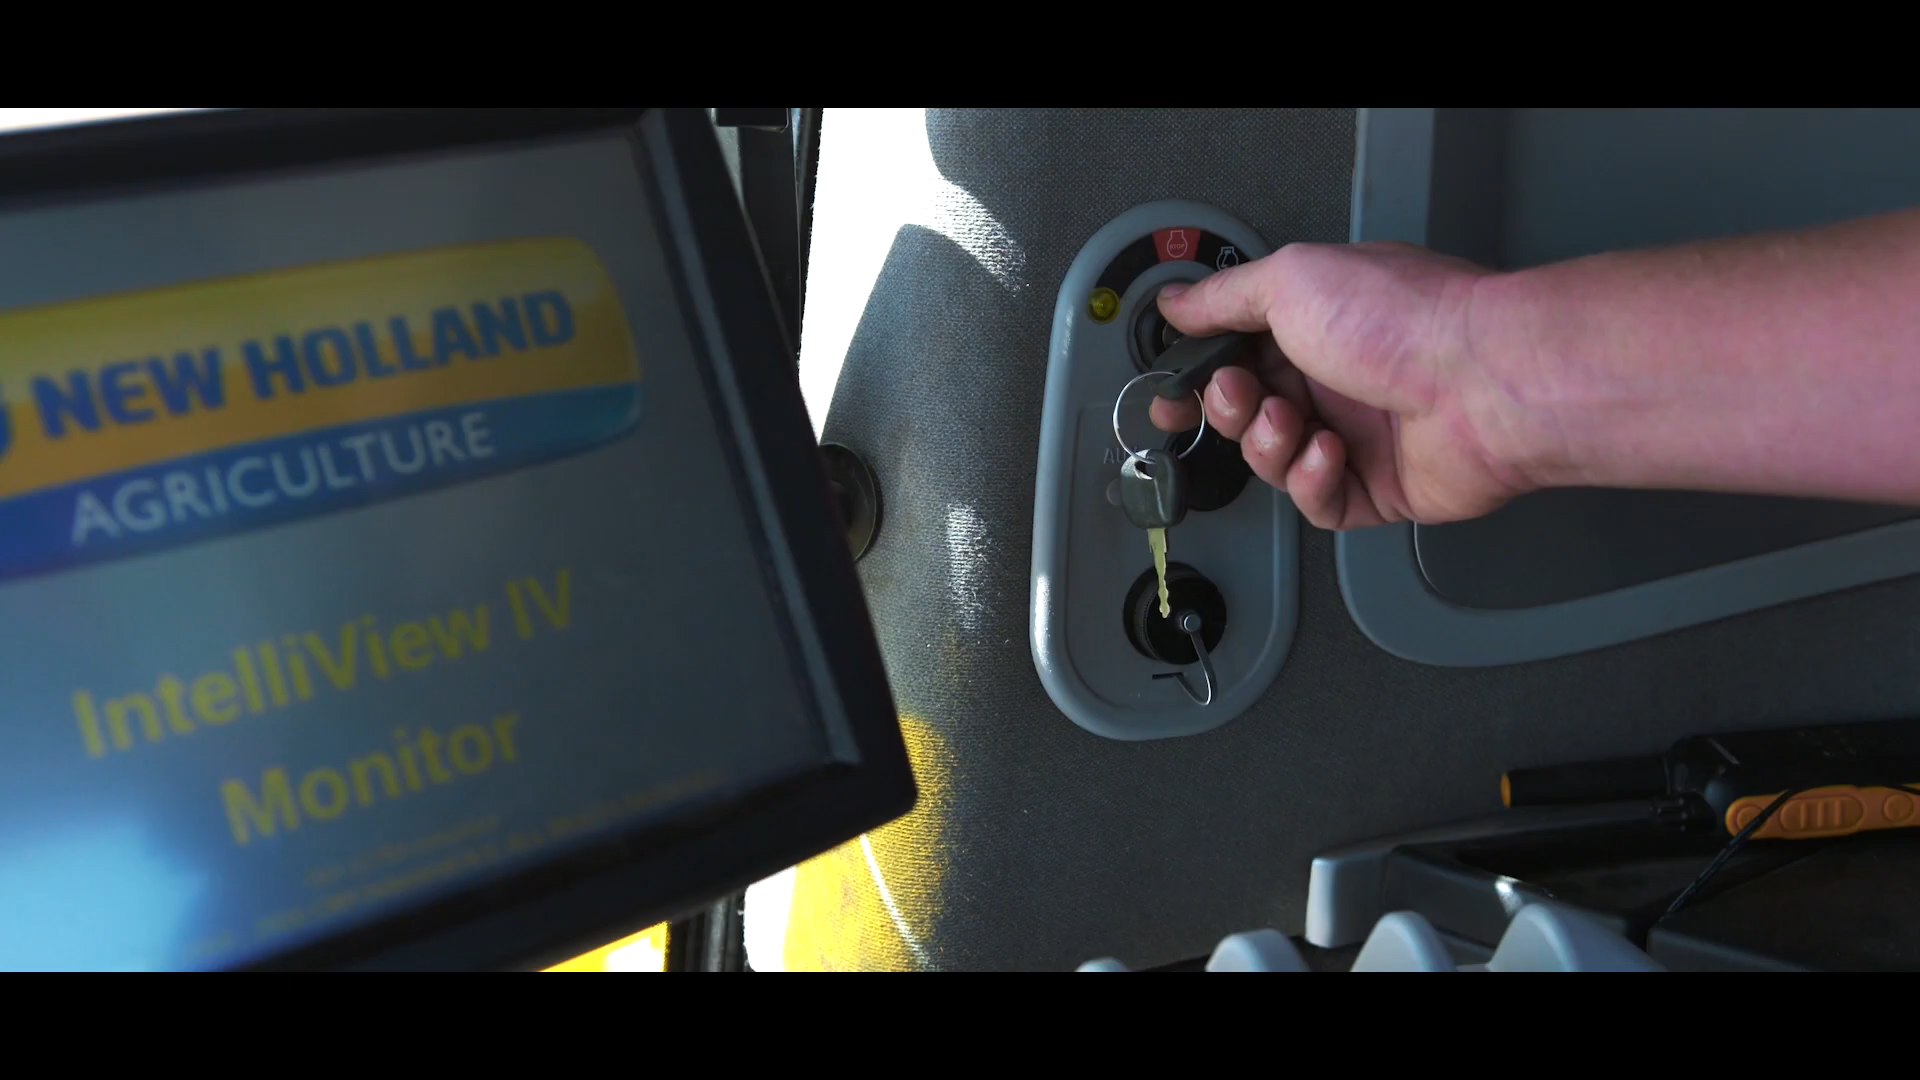 NEW HOLLAND
AGRICULTURE
IntelliView IV
Monitor
STOP